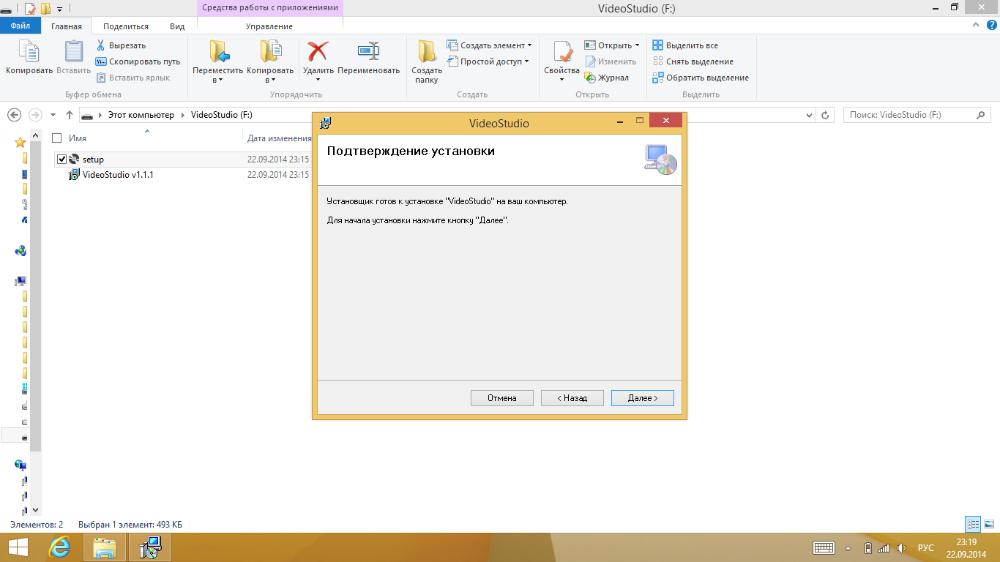 Средства работы с приложениями
VideoStudio (F:)
Файл
Главная
Поделиться
Вид
Управление
Копировать
Вставить
Вырезать
Скопировать путь
Вставить ярлык
Буфер обмена
Переместить в
Копировать в
Удалить
Переименовать
Упорядочить
Создать папку
Создать элемент
Простой доступ
Создать
Свойства
Открыть
Изменить
Журнал
Открыть
Выделить все
Снять выделение
Обратить выделение
Выделить
Этот компьютер
VideoStudio (F:)
Поиск: VideoStudio (F:)
Имя
Дата изменения
setup
22.09.2014 23:15
VideoStudio v1.1.1
22.09.2014 23:15
VideoStudio
Подтверждение установки
Установщик готов к установке "VideoStudio" на ваш компьютер.
Для начала установки нажмите кнопку "Далее".
Отмена
< Назад
Далее >
Элементов: 2
Выбран 1 элемент: 493 КБ
РУС
23:19
22.09.2014